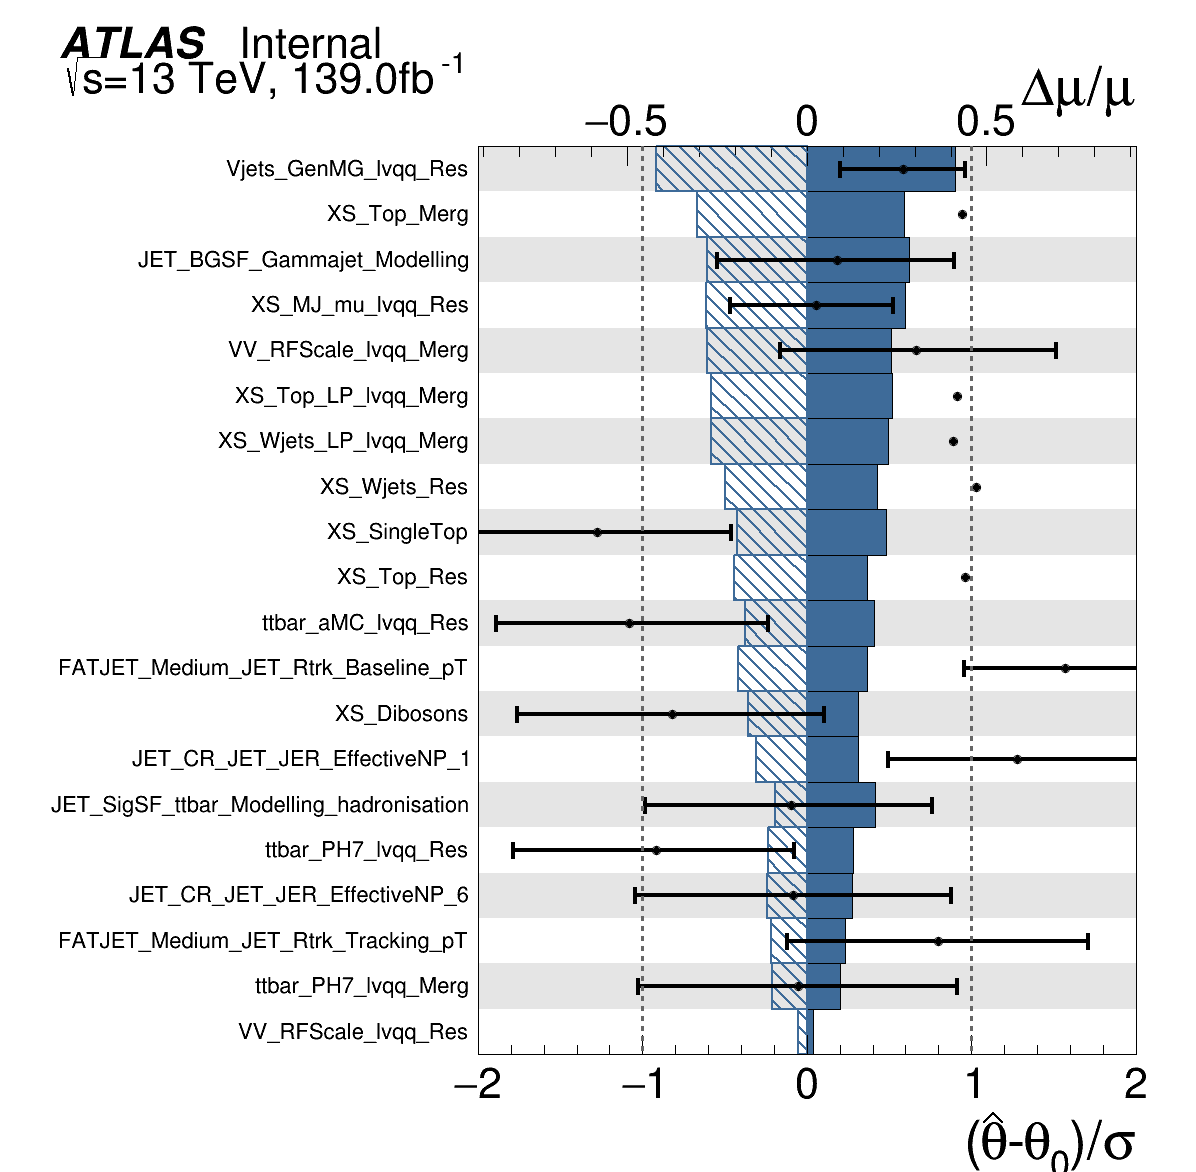 ATLAS Internal
√s=13 TeV, 139.0fb⁻¹
Δμ/μ
−0.5 0 0.5
Vjets_GenMG_lvqq_Res
XS_Top_Merg
JET_BGSF_Gammajet_Modelling
XS_MJ_mu_lvqq_Res
VV_RFScale_lvqq_Merg
XS_Top_LP_lvqq_Merg
XS_Wjets_LP_lvqq_Merg
XS_Wjets_Res
XS_SingleTop
XS_Top_Res
ttbar_aMC_lvqq_Res
FATJET_Medium_JET_Rtrk_Baseline_pT
XS_Dibosons
JET_CR_JET_JER_EffectiveNP_1
JET_SigSF_ttbar_Modelling_hadronisation
ttbar_PH7_lvqq_Res
JET_CR_JET_JER_EffectiveNP_6
FATJET_Medium_JET_Rtrk_Tracking_pT
ttbar_PH7_lvqq_Merg
VV_RFScale_lvqq_Res
−2 −1 0 1 2
(θ̂-θ₀)/σ